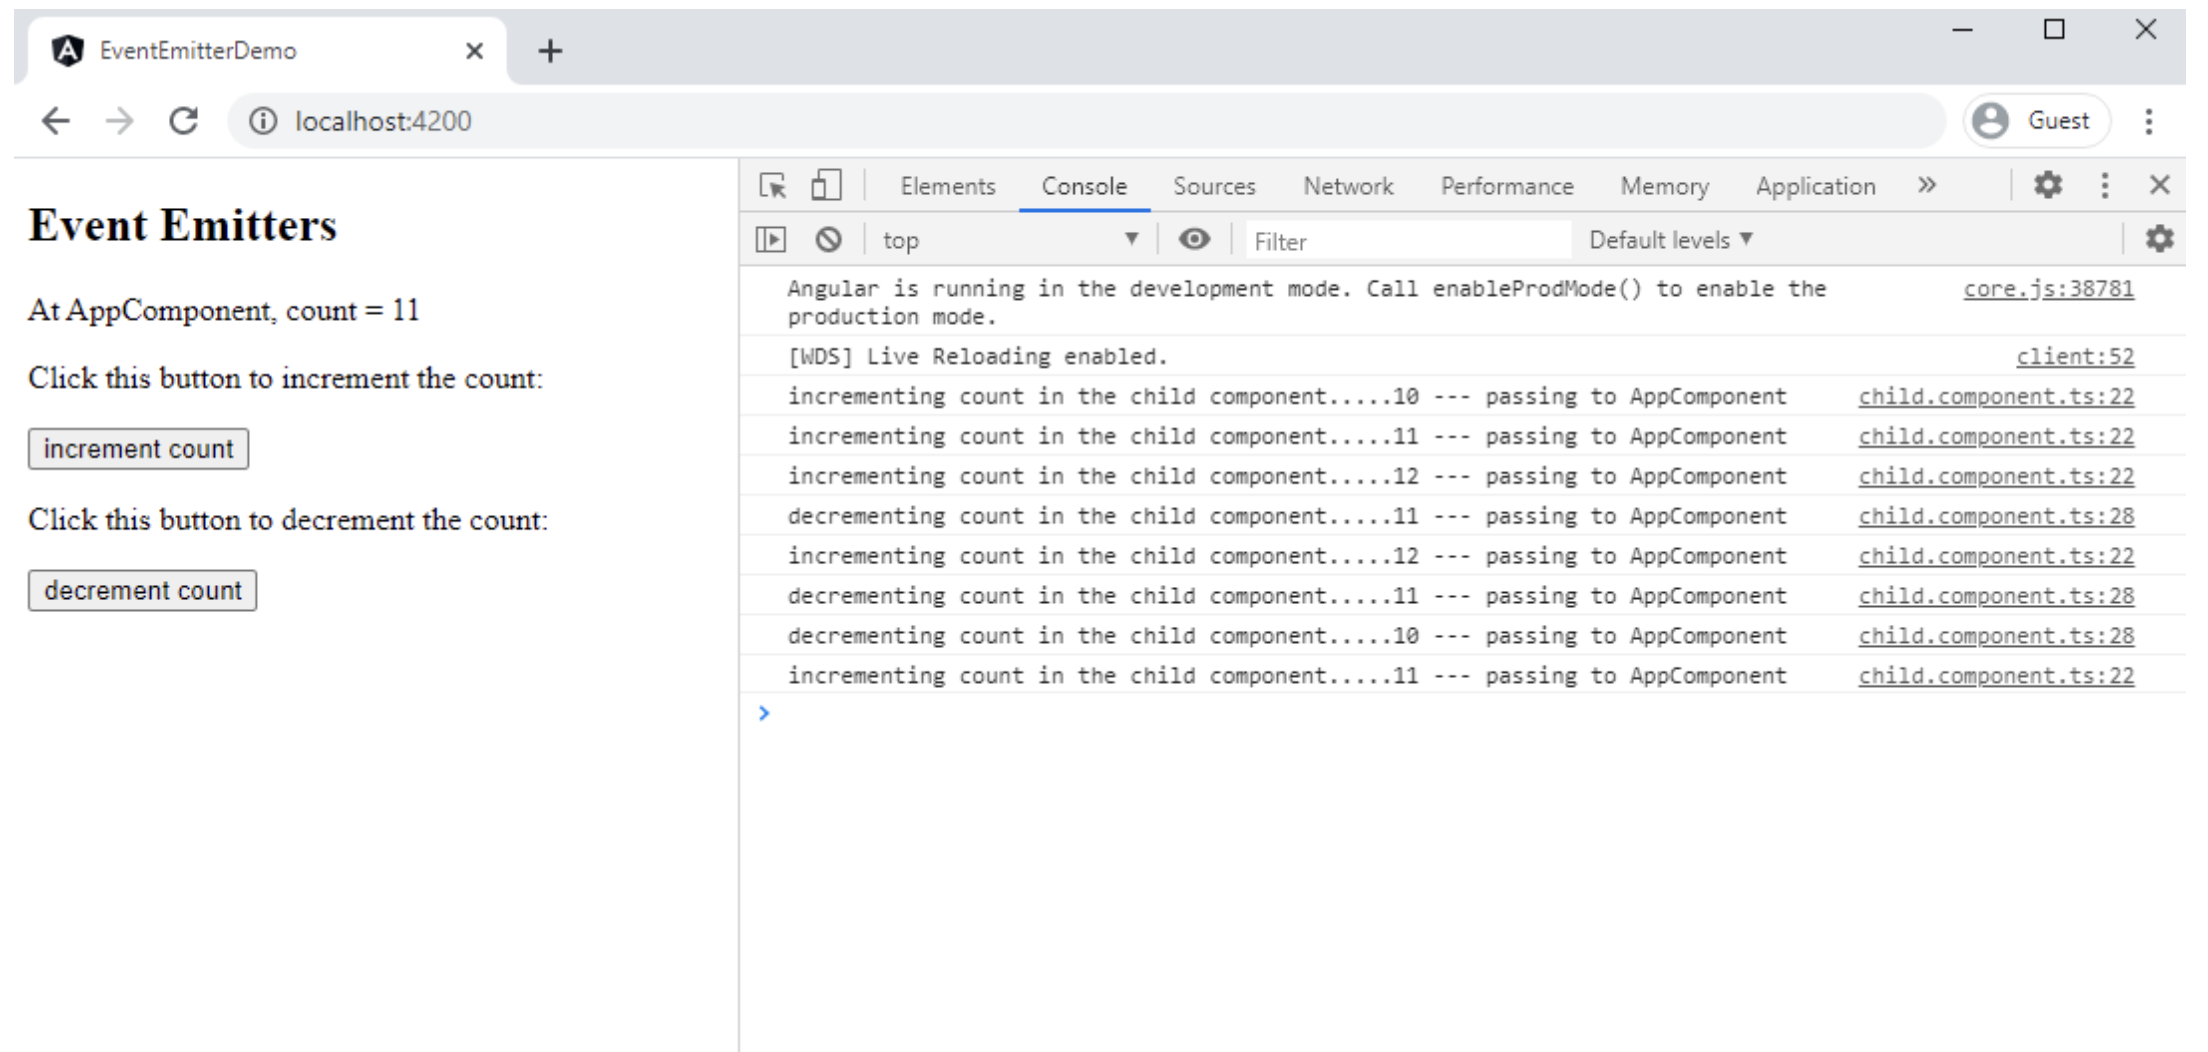 EventEmitterDemo
localhost:4200
Guest
Event Emitters
At AppComponent, count = 11
Click this button to increment the count:
increment count
Click this button to decrement the count:
decrement count
Elements Console Sources Network Performance Memory Application »
top Filter Default levels
Angular is running in the development mode. Call enableProdMode() to enable the core.js:38781
production mode.
[WDS] Live Reloading enabled. client:52
incrementing count in the child component.....10 --- passing to AppComponent child.component.ts:22
incrementing count in the child component.....11 --- passing to AppComponent child.component.ts:22
incrementing count in the child component.....12 --- passing to AppComponent child.component.ts:22
decrementing count in the child component.....11 --- passing to AppComponent child.component.ts:28
incrementing count in the child component.....12 --- passing to AppComponent child.component.ts:22
decrementing count in the child component.....11 --- passing to AppComponent child.component.ts:28
decrementing count in the child component.....10 --- passing to AppComponent child.component.ts:28
incrementing count in the child component.....11 --- passing to AppComponent child.component.ts:22